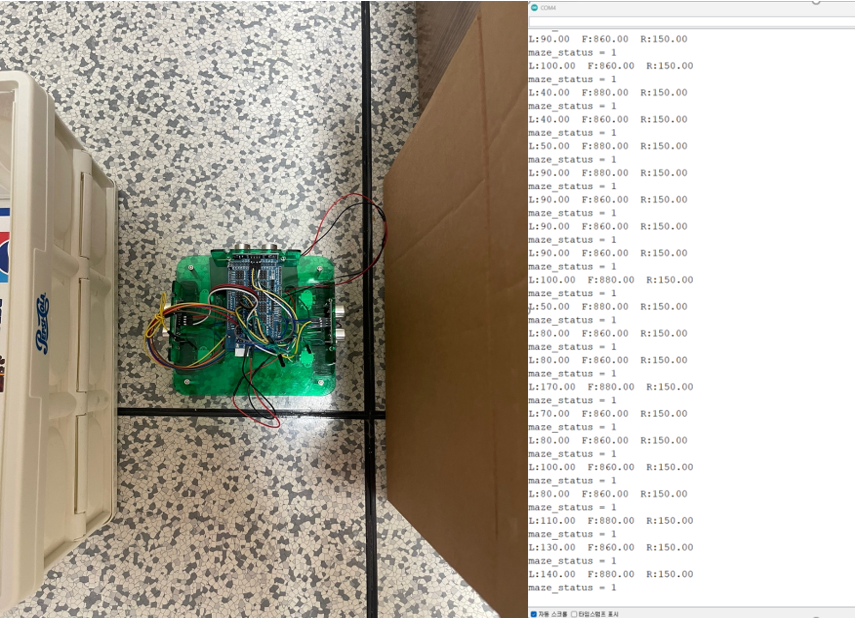 COM4
L:90.00 F:860.00 R:150.00
maze_status = 1
L:100.00 F:860.00 R:150.00
maze_status = 1
L:40.00 F:880.00 R:150.00
maze_status = 1
L:40.00 F:860.00 R:150.00
maze_status = 1
L:50.00 F:880.00 R:150.00
maze_status = 1
L:90.00 F:880.00 R:150.00
maze_status = 1
L:90.00 F:860.00 R:150.00
maze_status = 1
L:90.00 F:860.00 R:150.00
maze_status = 1
L:90.00 F:860.00 R:150.00
maze_status = 1
L:100.00 F:880.00 R:150.00
maze_status = 1
L:50.00 F:880.00 R:150.00
maze_status = 1
L:80.00 F:860.00 R:150.00
maze_status = 1
L:80.00 F:860.00 R:150.00
maze_status = 1
L:170.00 F:880.00 R:150.00
maze_status = 1
L:70.00 F:860.00 R:150.00
maze_status = 1
L:80.00 F:860.00 R:150.00
maze_status = 1
L:100.00 F:860.00 R:150.00
maze_status = 1
L:80.00 F:860.00 R:150.00
maze_status = 1
L:110.00 F:880.00 R:150.00
maze_status = 1
L:130.00 F:860.00 R:150.00
maze_status = 1
L:140.00 F:880.00 R:150.00
maze_status = 1
자동 스크롤 타임스탬프 표시